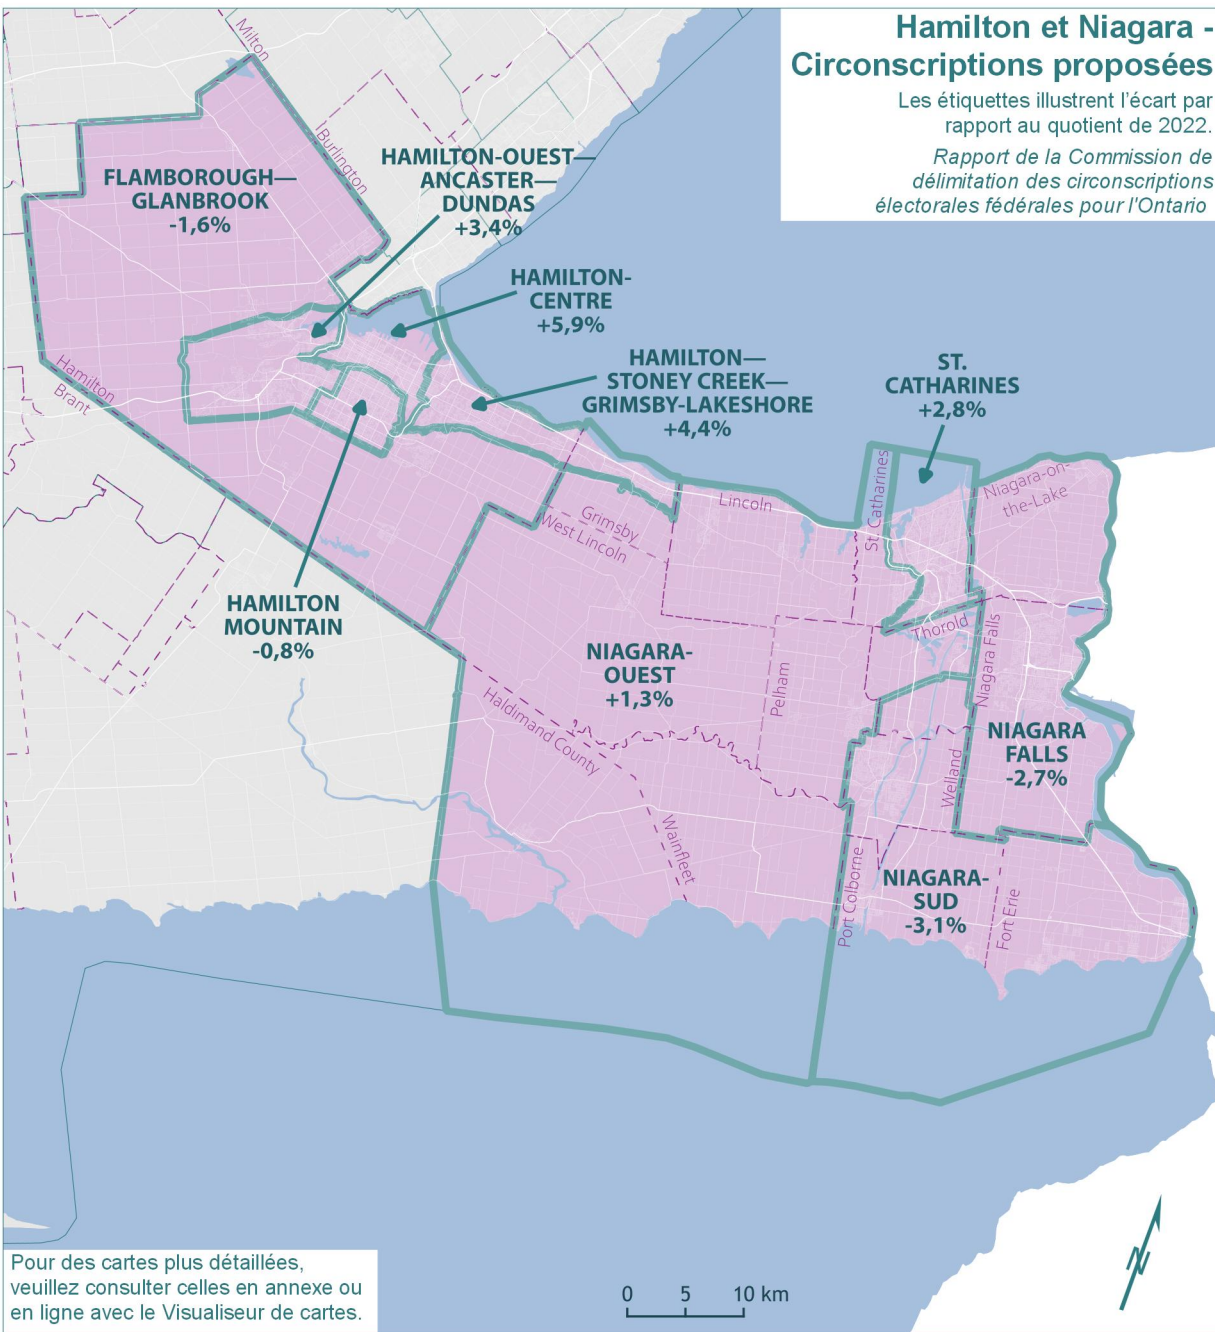 Hamilton et Niagara -
Circonscriptions proposées
Les étiquettes illustrent l'écart par
rapport au quotient de 2022.
Rapport de la Commission de
délimitation des circonscriptions
électorales fédérales pour l'Ontario
Milton
Burlington
FLAMBOROUGH—
GLANBROOK
-1,6%
HAMILTON-OUEST—
ANCASTER—
DUNDAS
+3,4%
HAMILTON-
CENTRE
+5,9%
HAMILTON—
STONEY CREEK—
GRIMSBY-LAKESHORE
+4,4%
ST.
CATHARINES
+2,8%
Hamilton
Brant
St. Catharines
Niagara-on-
the-Lake
Lincoln
Grimsby
West Lincoln
HAMILTON
MOUNTAIN
-0,8%
Thorold
Niagara Falls
NIAGARA-
OUEST
+1,3%
Pelham
Haldimand County
NIAGARA
FALLS
-2,7%
Welland
Wainfleet
Port Colborne
NIAGARA-
SUD
-3,1%
Fort Erie
Pour des cartes plus détaillées,
veuillez consulter celles en annexe ou
en ligne avec le Visualiseur de cartes.
0 5 10 km
N